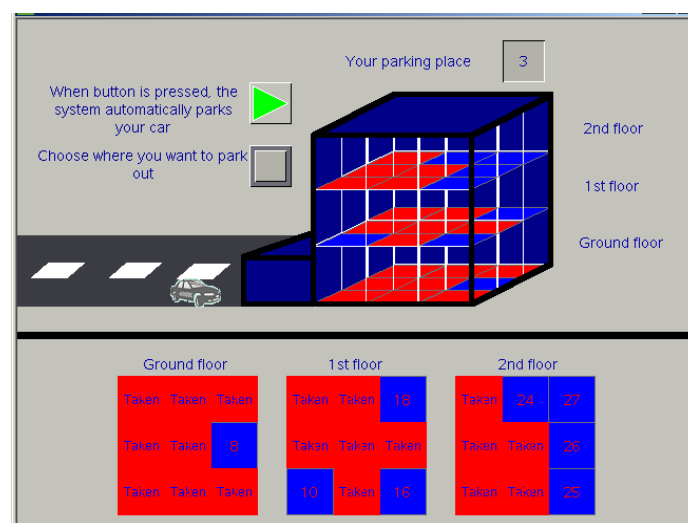 Your parking place 3
When button is pressed, the
system automatically parks
your car
Choose where you want to park
out
2nd floor
1st floor
Ground floor
Ground floor
Taken Taken Taken
Taken Taken 8
Taken Taken Taken
1st floor
Taken Taken 18
Taken Taken Taken
10 Taken 16
2nd floor
Taken 24 27
Taken Taken 26
Taken Taken 25